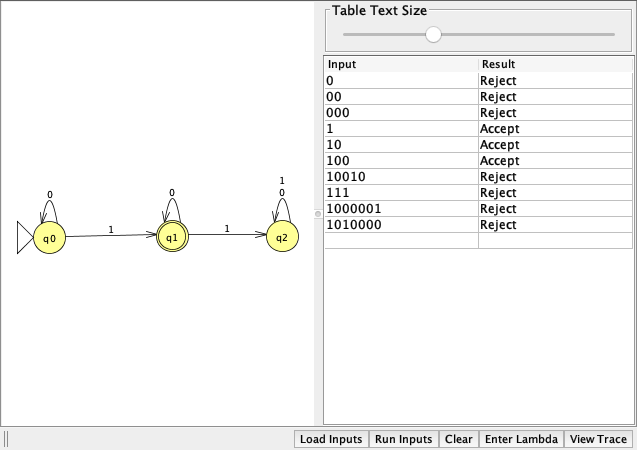 Table Text Size
Input Result
0 Reject
00 Reject
000 Reject
1 Accept
10 Accept
100 Accept
10010 Reject
111 Reject
1000001 Reject
1010000 Reject
0 0 1
0
q0 1 q1 1 q2
Load Inputs Run Inputs Clear Enter Lambda View Trace